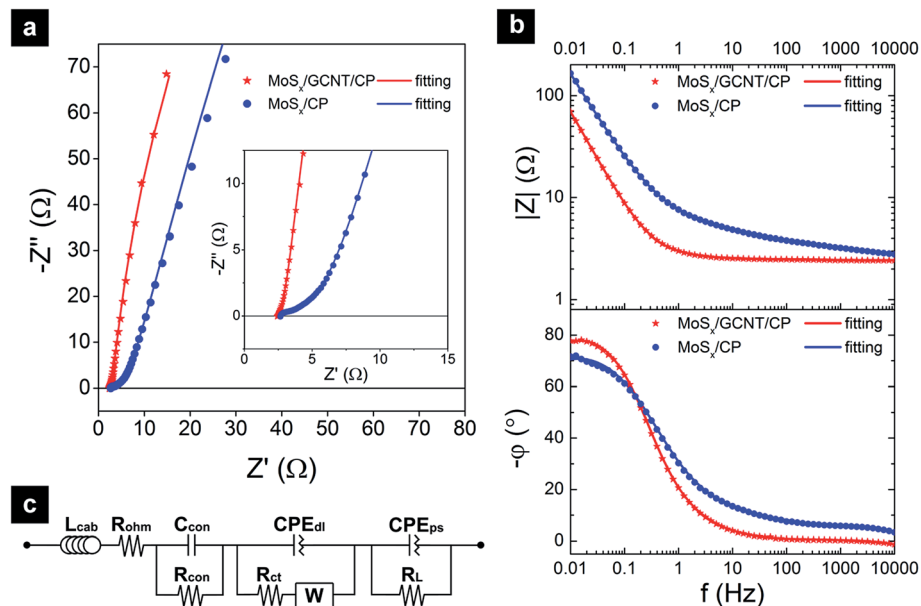 a
-Z" (Ω)
70
60
50
40
30
20
10
0
MoSx/GCNT/CP fitting
MoSx/CP fitting
-Z" (Ω)
10
5
0
0 5 10 15
Z' (Ω)
0 10 20 30 40 50 60 70 80
Z' (Ω)
b
0.01 0.1 1 10 100 1000 10000
|Z| (Ω)
100
10
1
MoSx/GCNT/CP fitting
MoSx/CP fitting
-φ (°)
80
60
40
20
0
MoSx/GCNT/CP fitting
MoSx/CP fitting
0.01 0.1 1 10 100 1000 10000
f (Hz)
c
Lcab Rohm Ccon CPEdl CPEps
Rcon Rct W RL